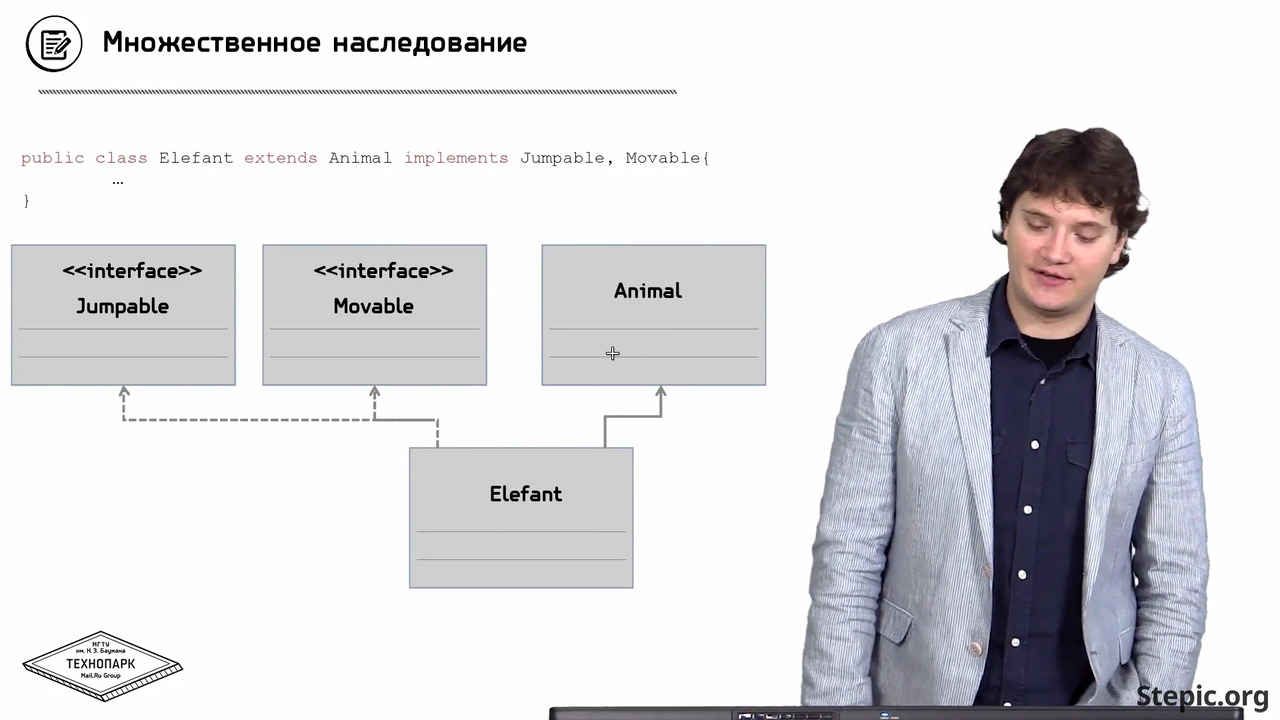 Множественное наследование
public class Elefant extends Animal implements Jumpable, Movable{
…
}
<<interface>>
Jumpable
<<interface>>
Movable
Animal
Elefant
МГТУ
им. Н.Э. Баумана
ТЕХНОПАРК
Mail.Ru Group
Stepic.org